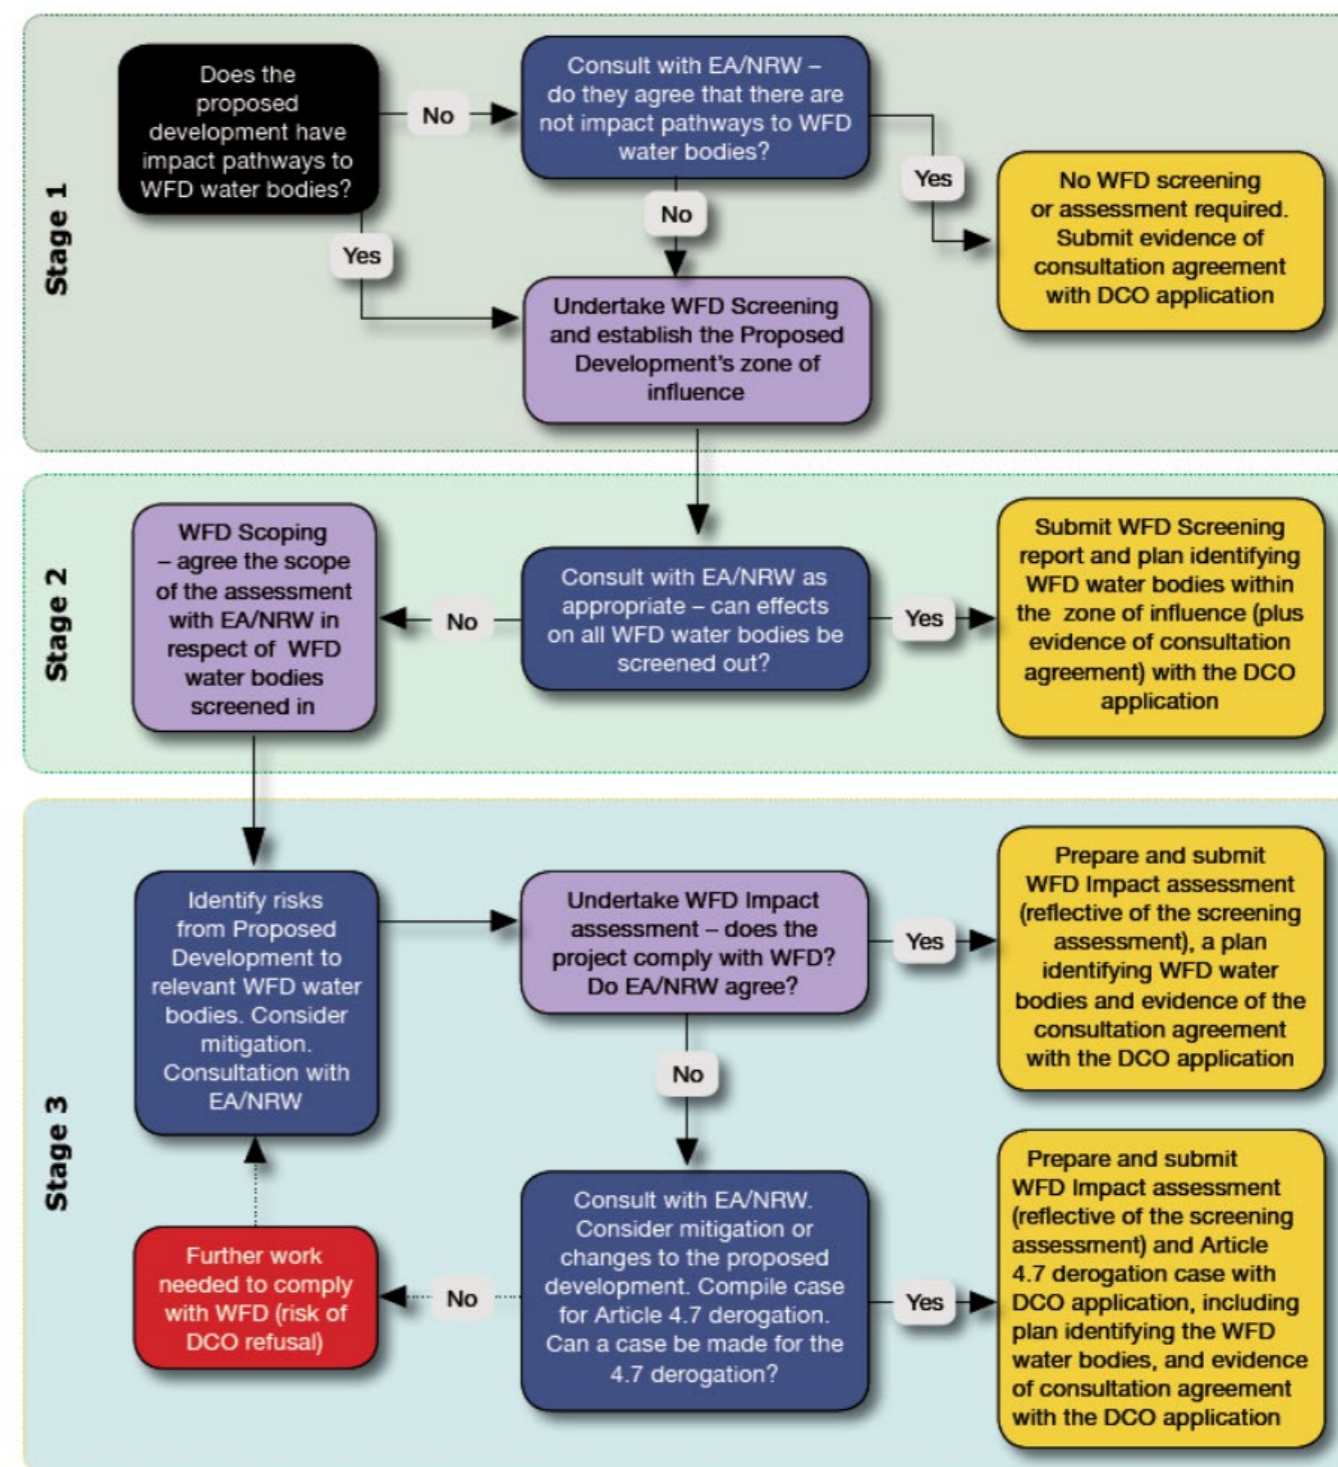 Stage 1
Does the
proposed
development have
impact pathways to
WFD water bodies?
No
Consult with EA/NRW –
do they agree that there are
not impact pathways to WFD
water bodies?
Yes
No WFD screening
or assessment required.
Submit evidence of
consultation agreement
with DCO application
No
Yes
Undertake WFD Screening
and establish the Proposed
Development's zone of
influence
Stage 2
WFD Scoping
– agree the scope
of the assessment
with EA/NRW in
respect of WFD
water bodies
screened in
No
Consult with EA/NRW as
appropriate – can effects
on all WFD water bodies be
screened out?
Yes
Submit WFD Screening
report and plan identifying
WFD water bodies within
the zone of influence (plus
evidence of consultation
agreement) with the DCO
application
Stage 3
Identify risks
from Proposed
Development to
relevant WFD water
bodies. Consider
mitigation.
Consultation with
EA/NRW
Undertake WFD Impact
assessment – does the
project comply with WFD?
Do EA/NRW agree?
Yes
Prepare and submit
WFD Impact assessment
(reflective of the screening
assessment), a plan
identifying WFD water
bodies and evidence of the
consultation agreement
with the DCO application
No
Further work
needed to comply
with WFD (risk of
DCO refusal)
No
Consult with EA/NRW.
Consider mitigation or
changes to the proposed
development. Compile case
for Article 4.7 derogation.
Can a case be made for the
4.7 derogation?
Yes
Prepare and submit
WFD Impact assessment
(reflective of the screening
assessment) and Article
4.7 derogation case with
DCO application, including
plan identifying the WFD
water bodies, and evidence
of consultation agreement
with the DCO application